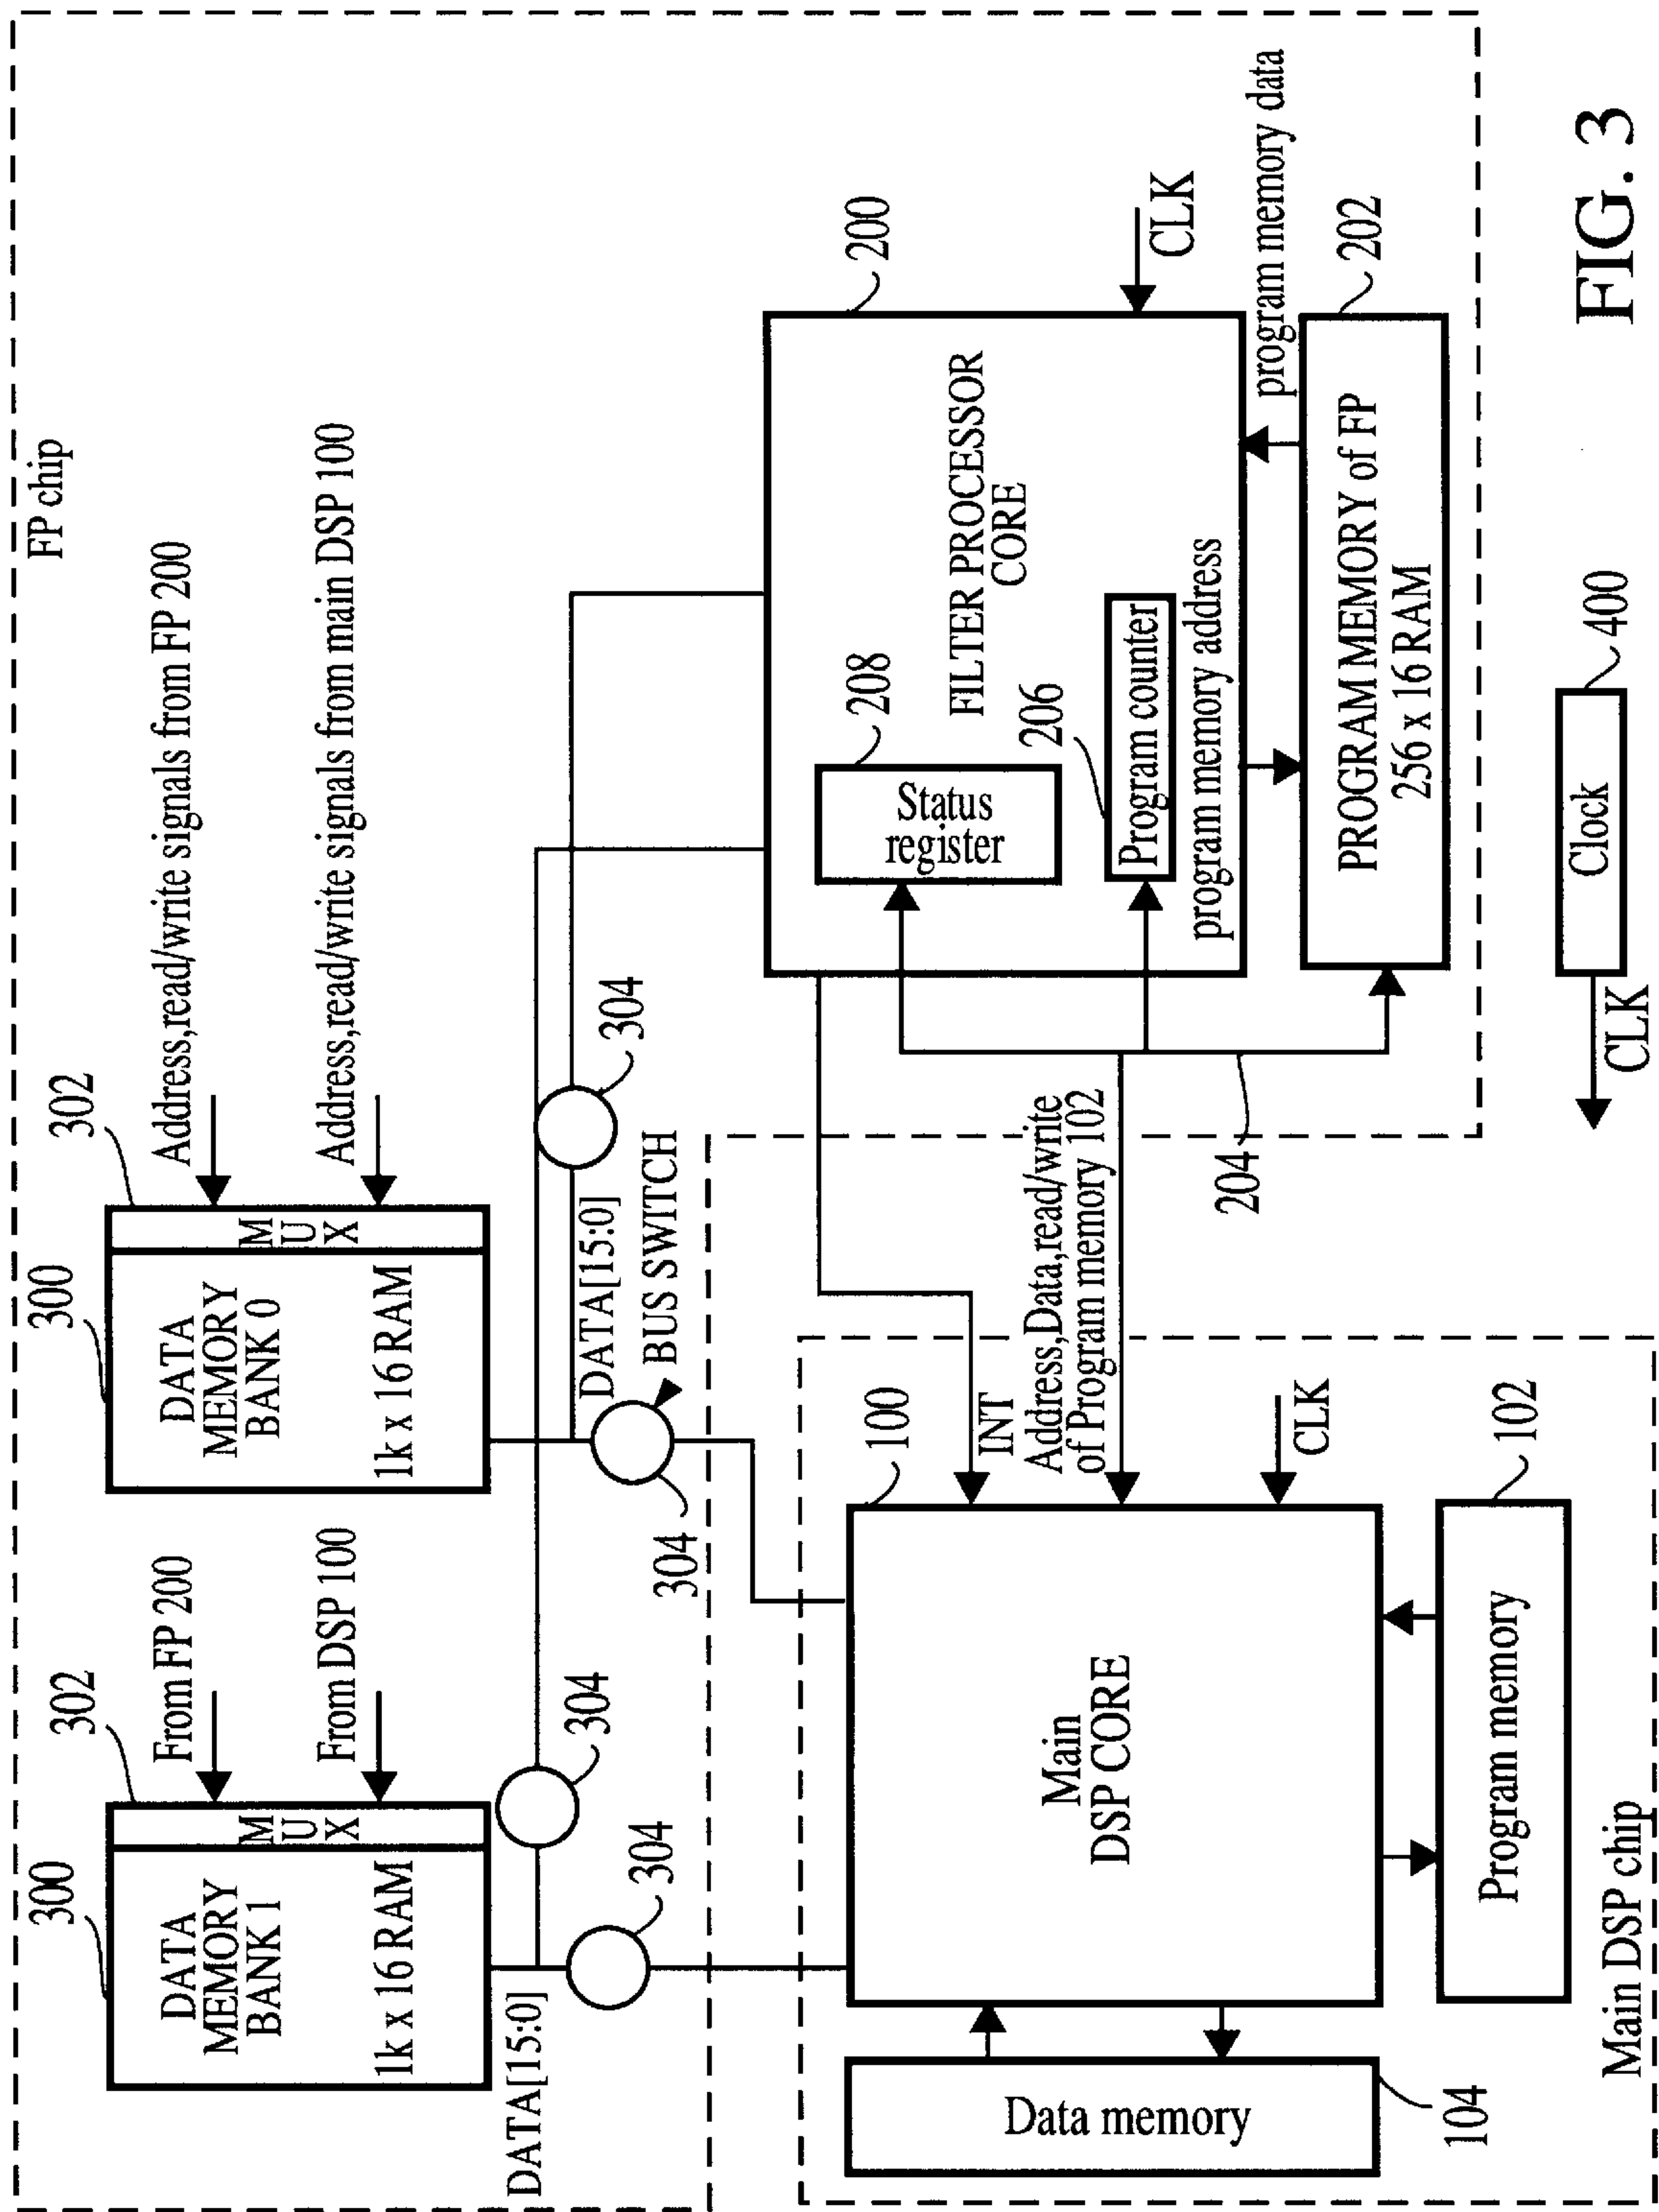 FP chip
300
302
300
302
From FP 200
From DSP 100
Address,read/write signals from FP 200
Address,read/write signals from main DSP 100
DATA
MEMORY
BANK 1
1k x 16 RAM
M
U
X
DATA
MEMORY
BANK 0
1k x 16 RAM
M
U
X
DATA[15:0]
304
304
304
DATA[15:0]
BUS SWITCH
304
200
208
Status
register
FILTER PROCESSOR
CORE
206
Program counter
CLK
program memory address
program memory data
PROGRAM MEMORY of FP
256 x 16 RAM
202
204
100
INT
Address,Data,read/write
of Program memory 102
CLK
Main
DSP CORE
Data memory
104
Program memory
102
Main DSP chip
Clock
400
CLK
FIG. 3